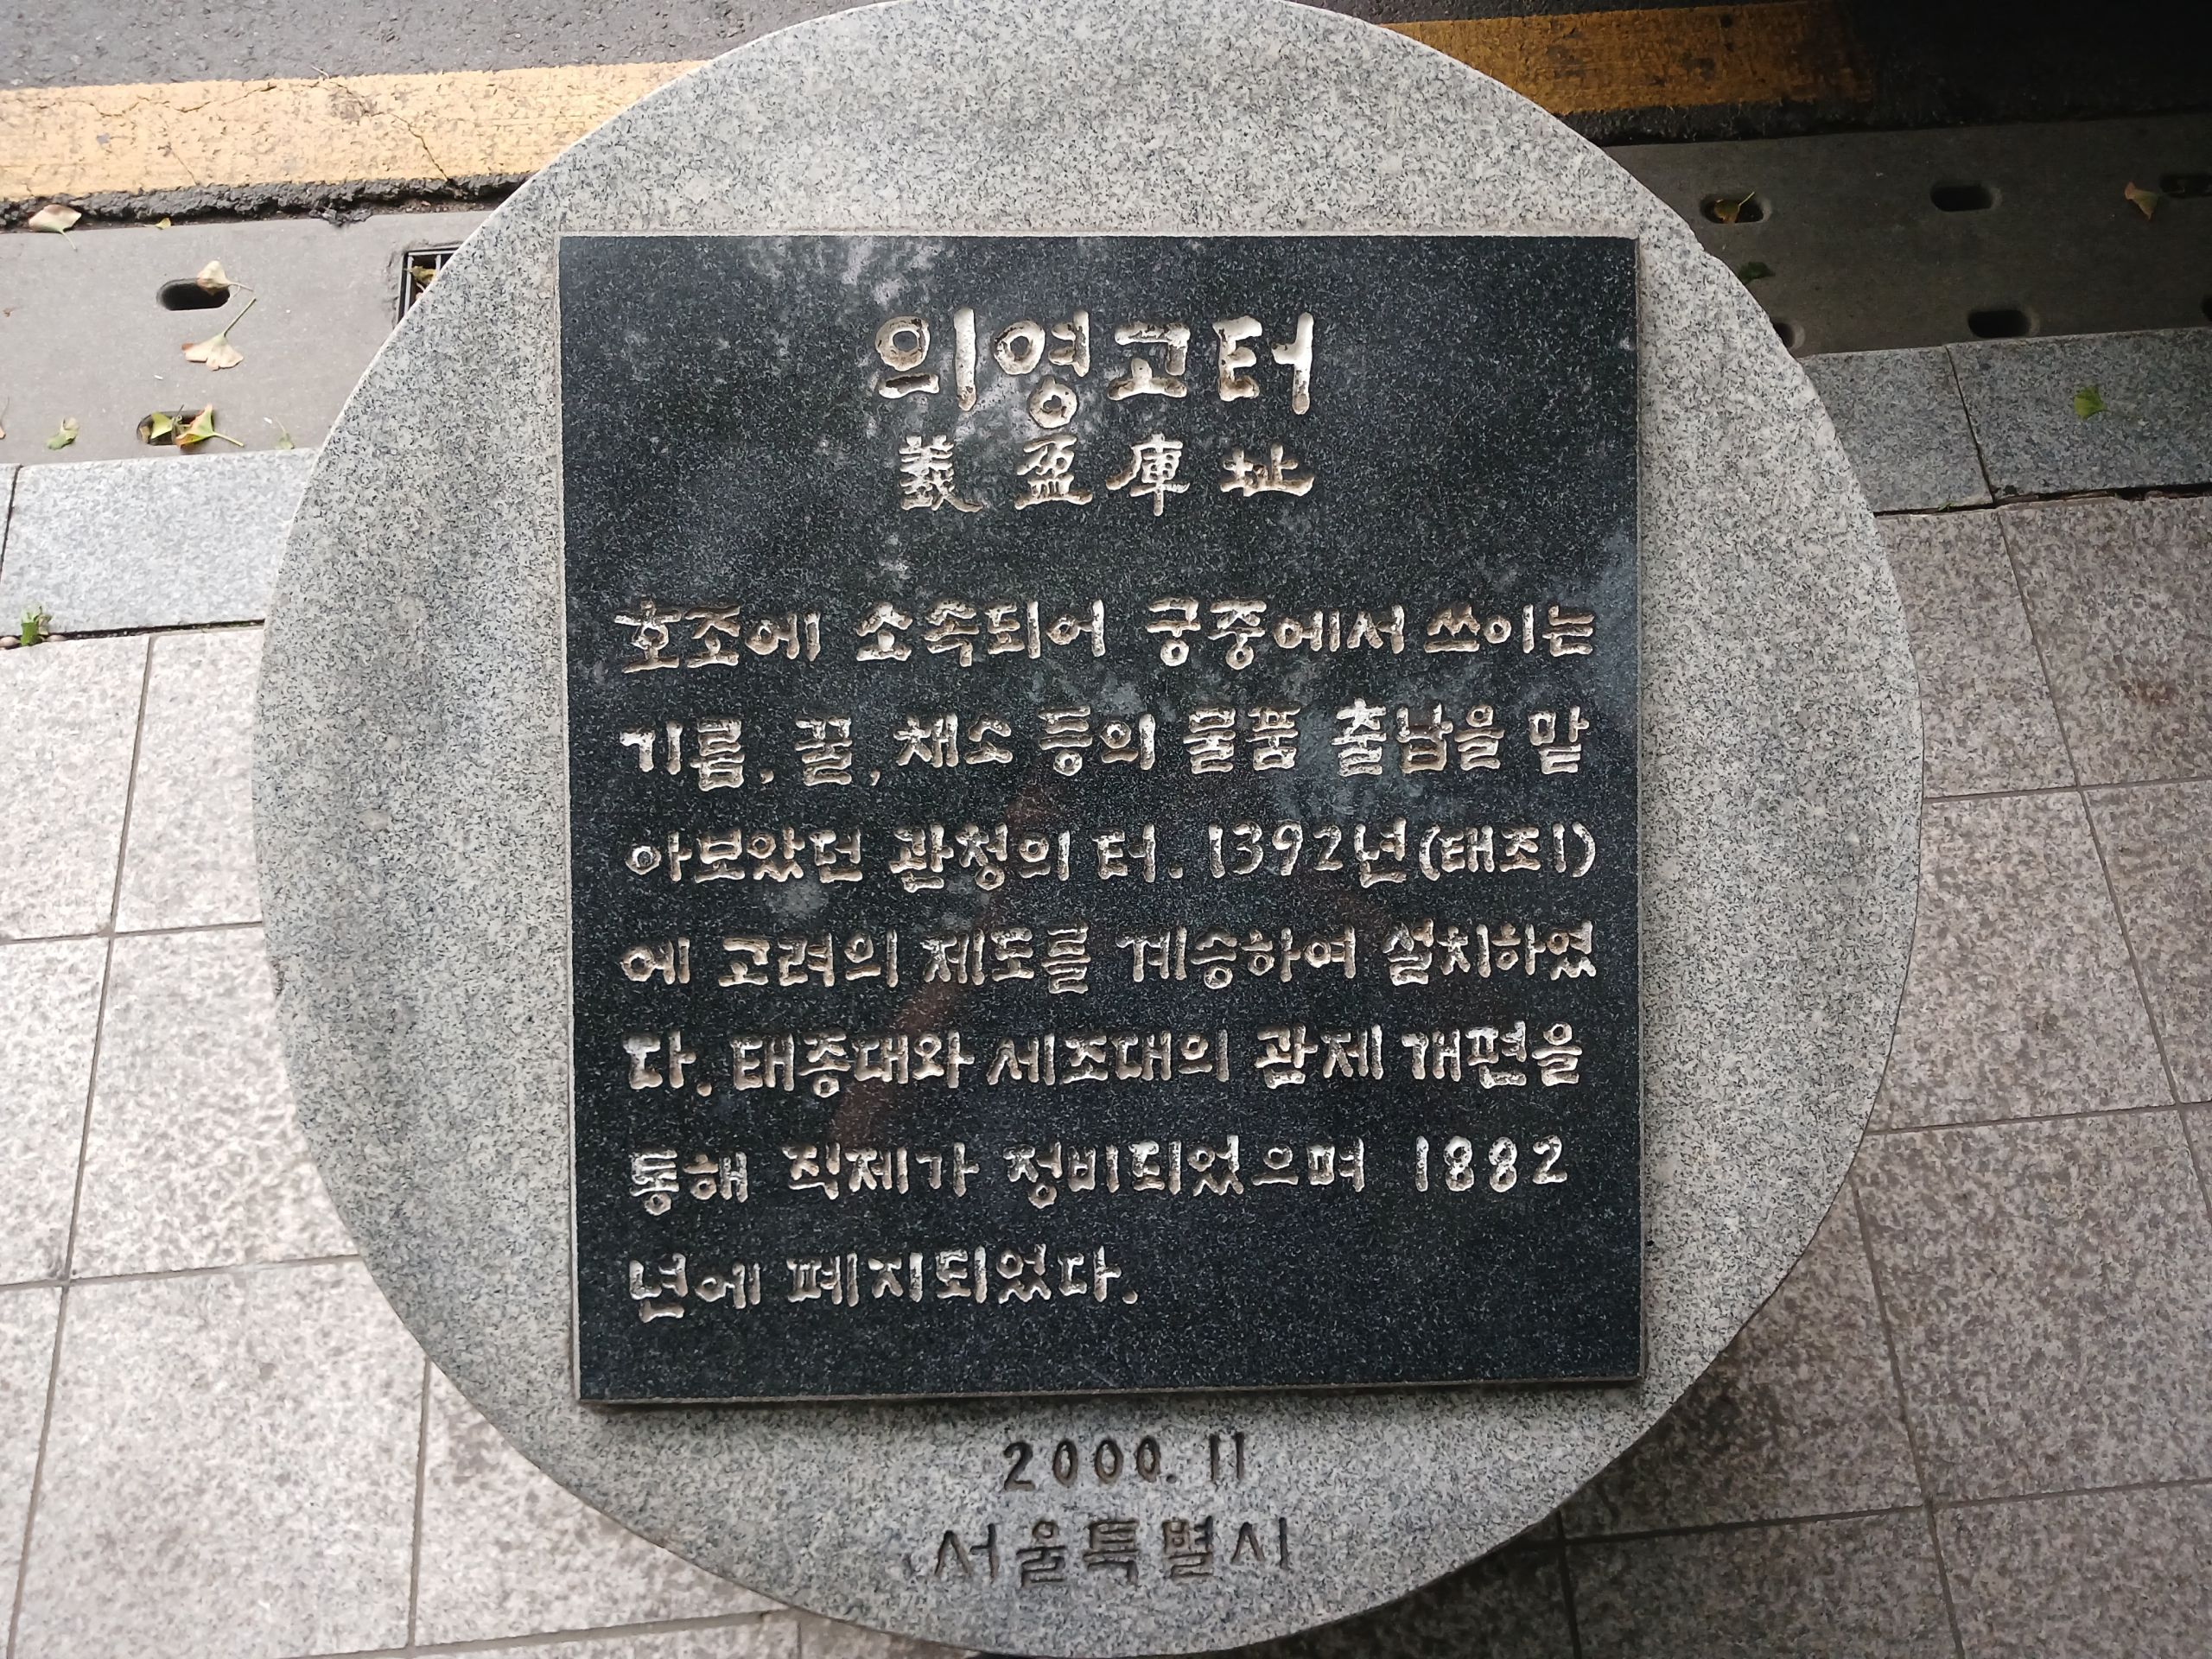 의영고터
義盈庫址
호조에 소속되어 궁중에서 쓰이는
기름, 꿀, 채소 등의 물품 출납을 맡
아보았던 관청의 터. 1392년(태조1)
에 고려의 제도를 계승하여 설치하였
다. 태종대와 세조대의 관제 개편을
통해 직제가 정비되었으며 1882
년에 폐지되었다.
2000. 11
서울특별시